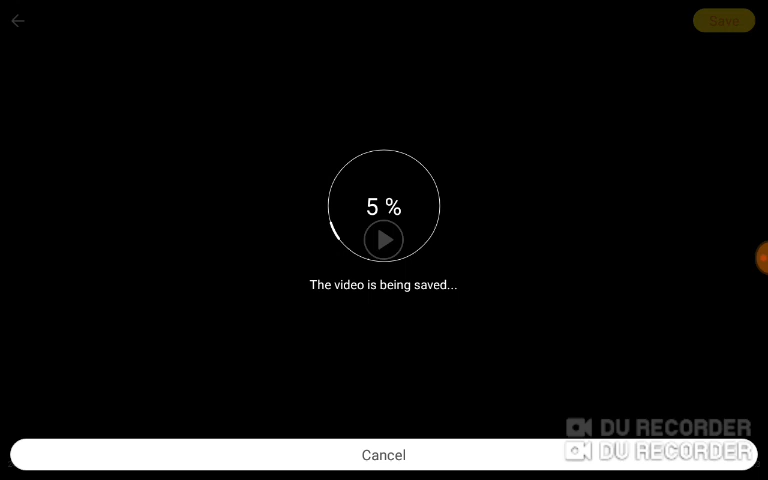 Save
5 %
The video is being saved...
DU RECORDER
DU RECORDER
Cancel